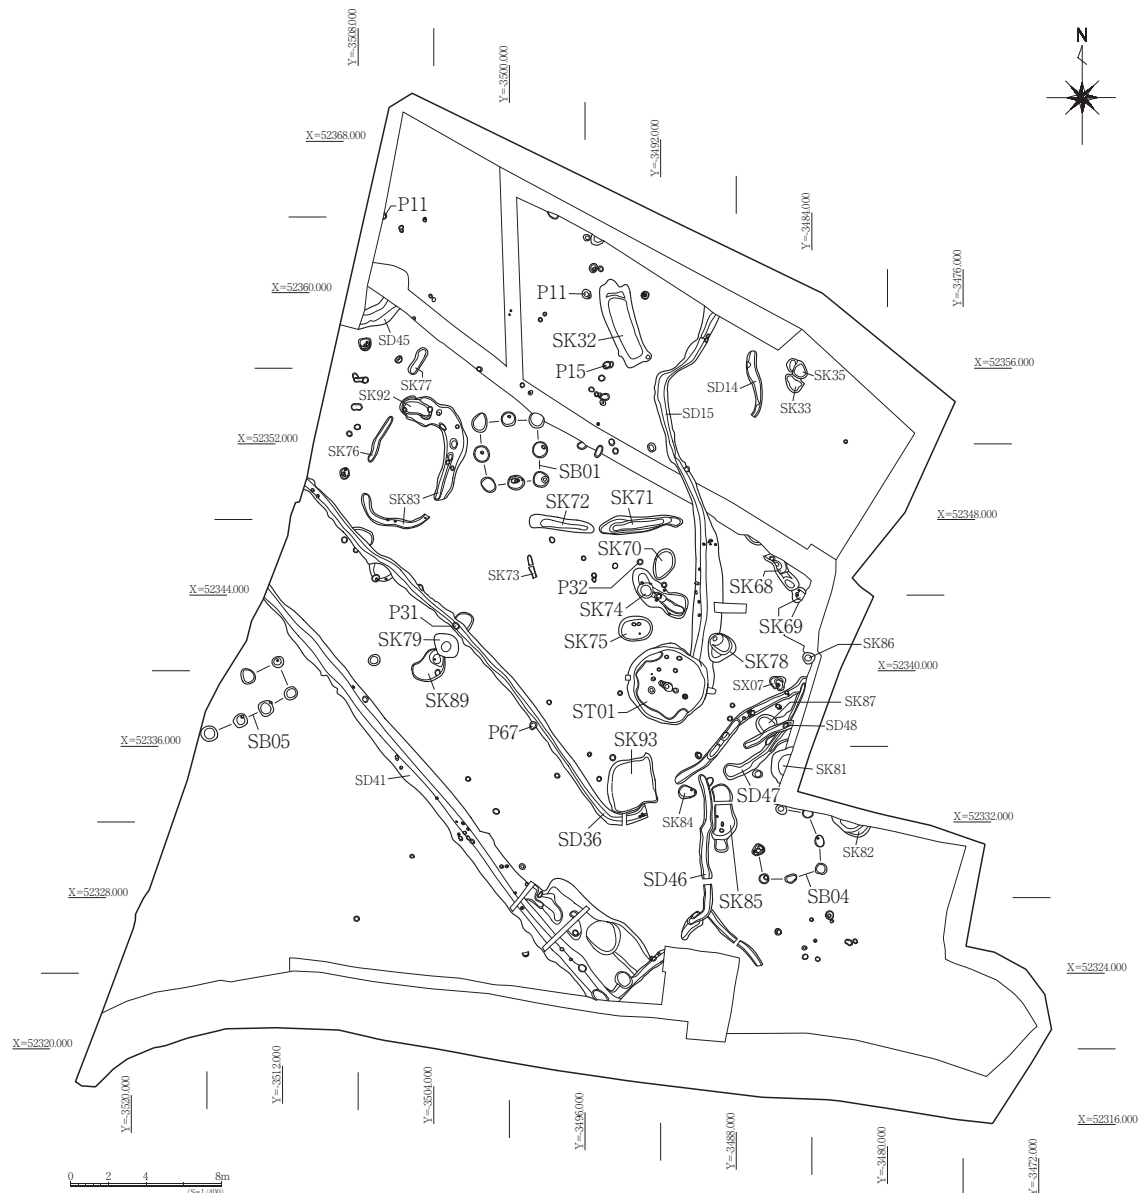 Y=-3508.000
N
Y=-3500.000
X=52368.000
Y=-3492.000
Y=-3484.000
P11
Y=-3476.000
X=52360.000
P11
SD45
SK32
X=52356.000
SK77
P15
SK35
SD14
SK33
SK92
SD15
X=52352.000
SK76
SB01
SK83
SK72
SK71
X=52348.000
SK70
SK73
P32
SK68
X=52344.000
SK74
P31
SK69
SK79
SK75
SK86
SK78
X=52340.000
SK89
SX07
SK87
ST01
SD48
X=52336.000
SB05
P67
SK93
SK81
SD41
SD47
X=52332.000
SK84
SD36
SK82
SD46
SK85
SB04
X=52328.000
X=52324.000
X=52320.000
Y=-3520.000
Y=-3512.000
Y=-3504.000
Y=-3496.000
Y=-3488.000
Y=-3480.000
Y=-3472.000
X=52316.000
0 2 4 8m
(S=1/400)